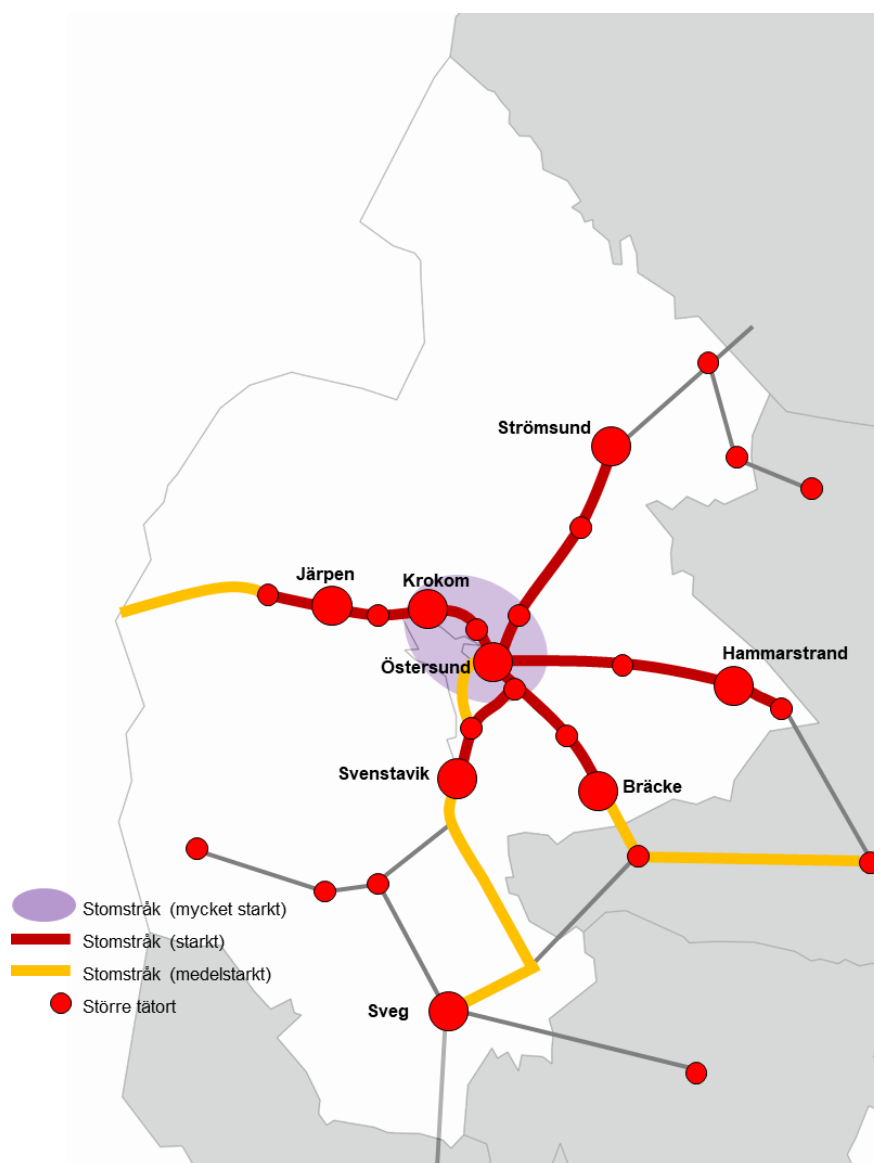 Strömsund
Järpen
Krokom
Östersund
Hammarstrand
Svenstavik
Bräcke
Stomstråk (mycket starkt)
Stomstråk (starkt)
Stomstråk (medelstarkt)
Större tätort
Sveg